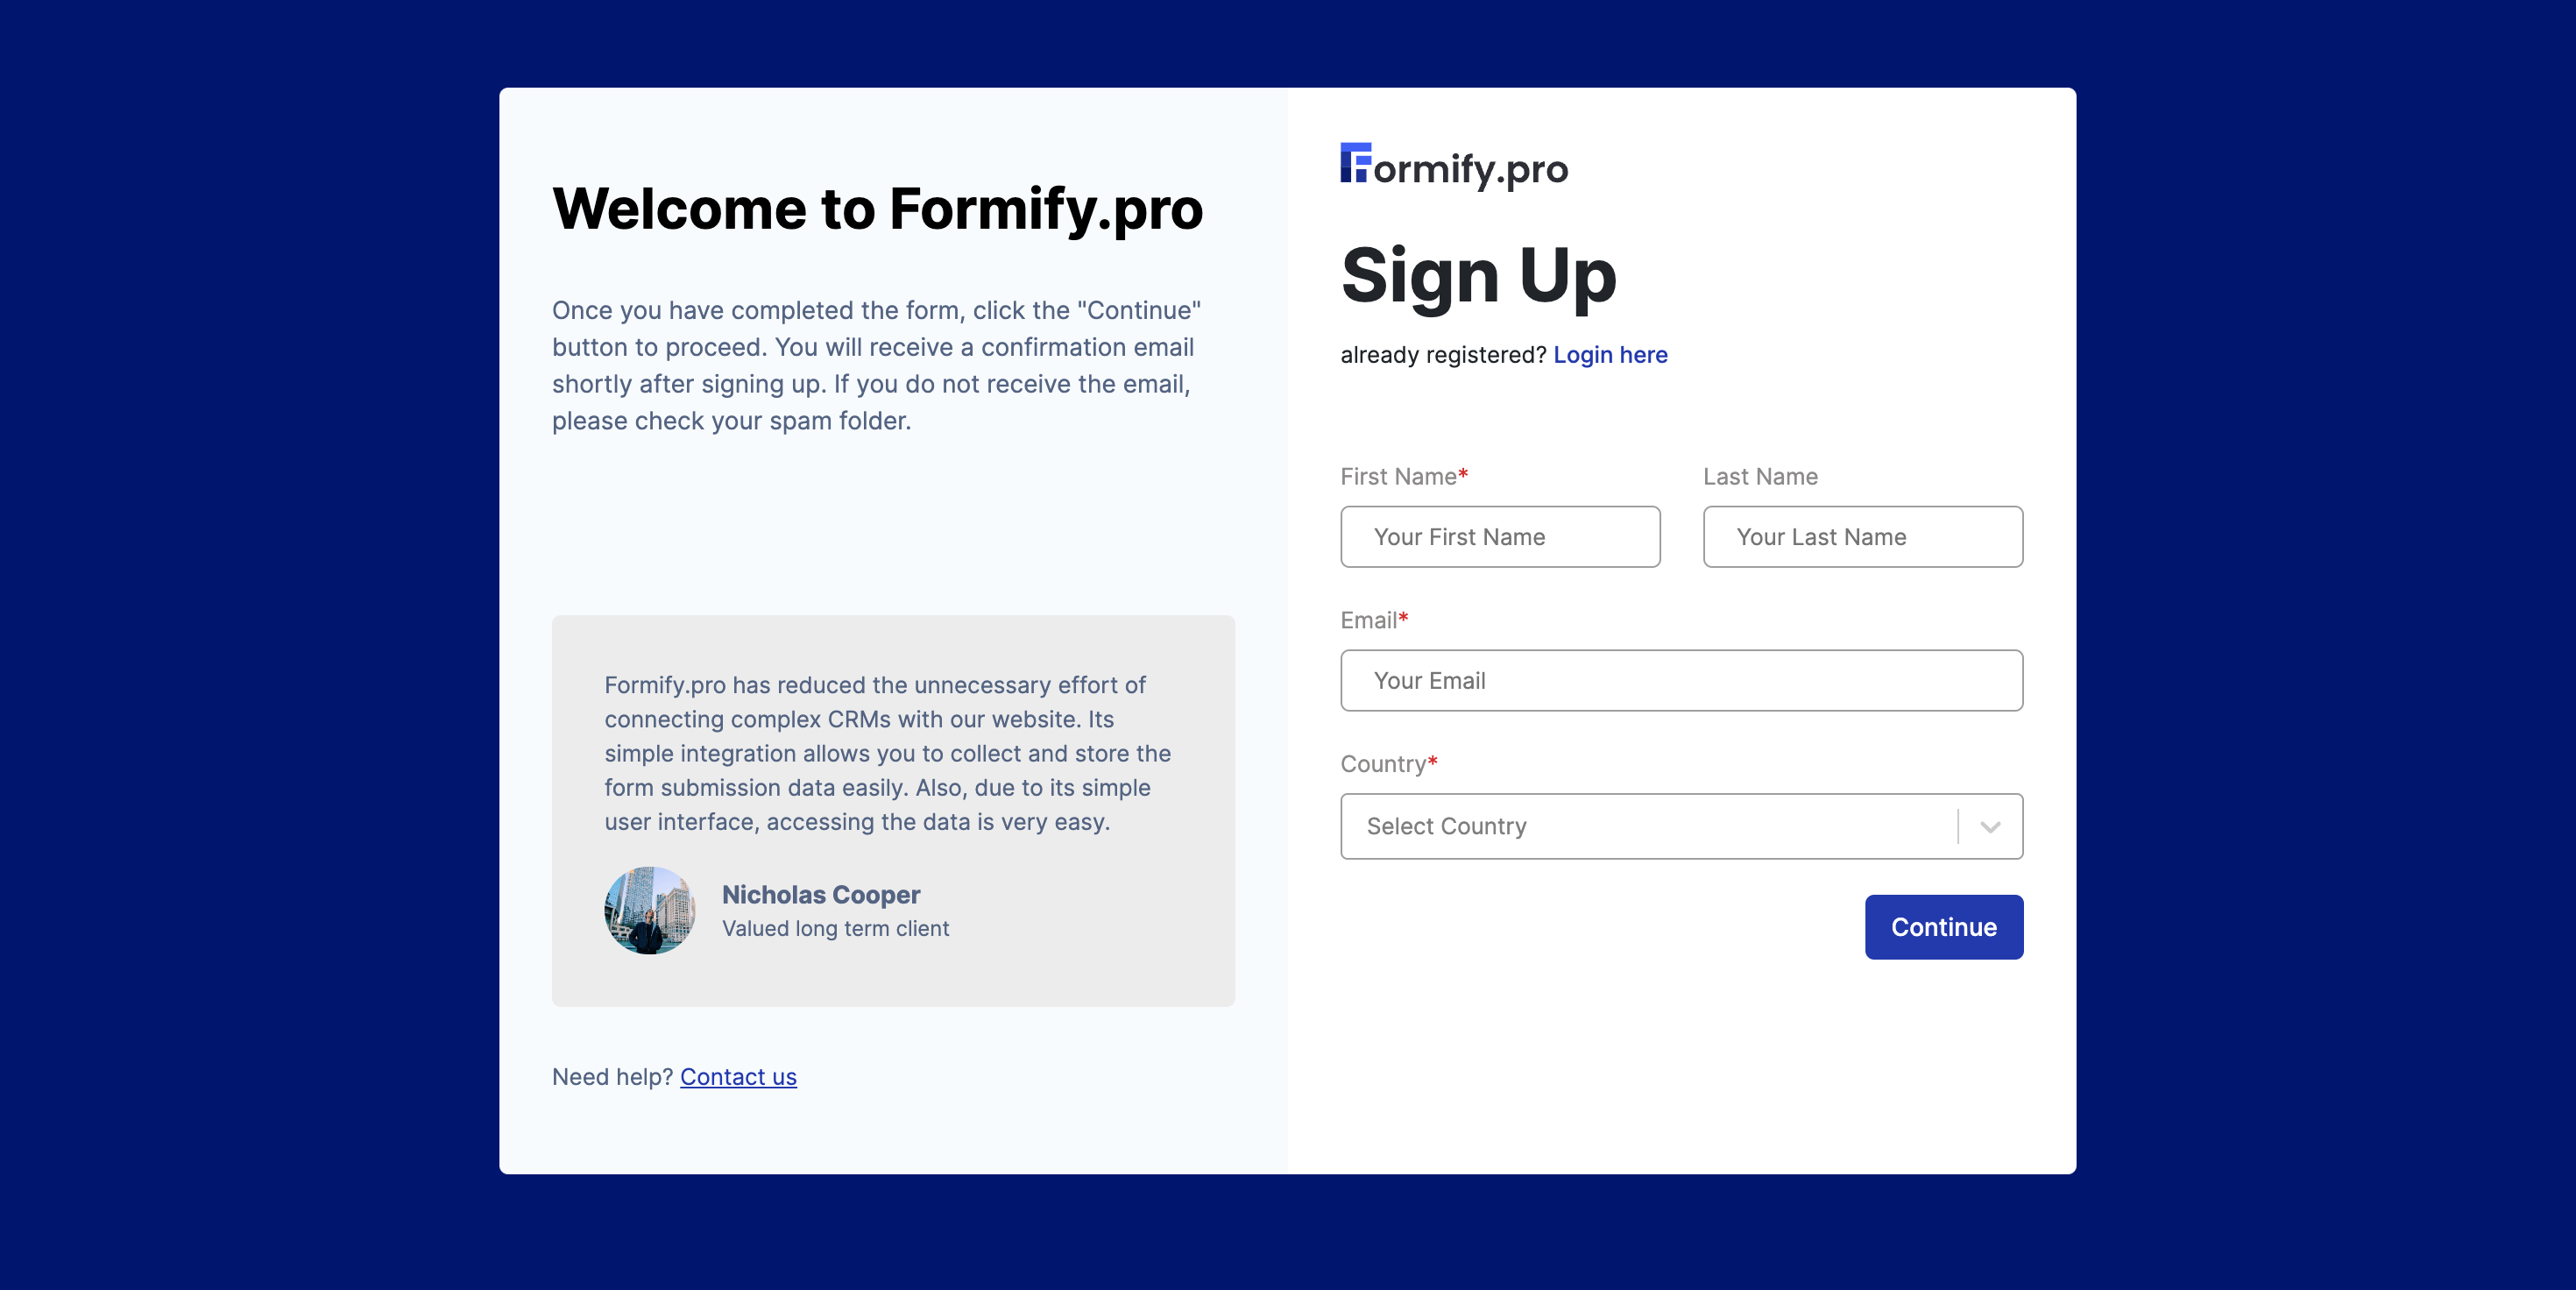 Welcome to Formify.pro
Once you have completed the form, click the "Continue"
button to proceed. You will receive a confirmation email
shortly after signing up. If you do not receive the email,
please check your spam folder.
Formify.pro has reduced the unnecessary effort of
connecting complex CRMs with our website. Its
simple integration allows you to collect and store the
form submission data easily. Also, due to its simple
user interface, accessing the data is very easy.
Nicholas Cooper
Valued long term client
Need help? Contact us
Formify.pro
Sign Up
already registered? Login here
First Name*
Your First Name
Last Name
Your Last Name
Email*
Your Email
Country*
Select Country
Continue